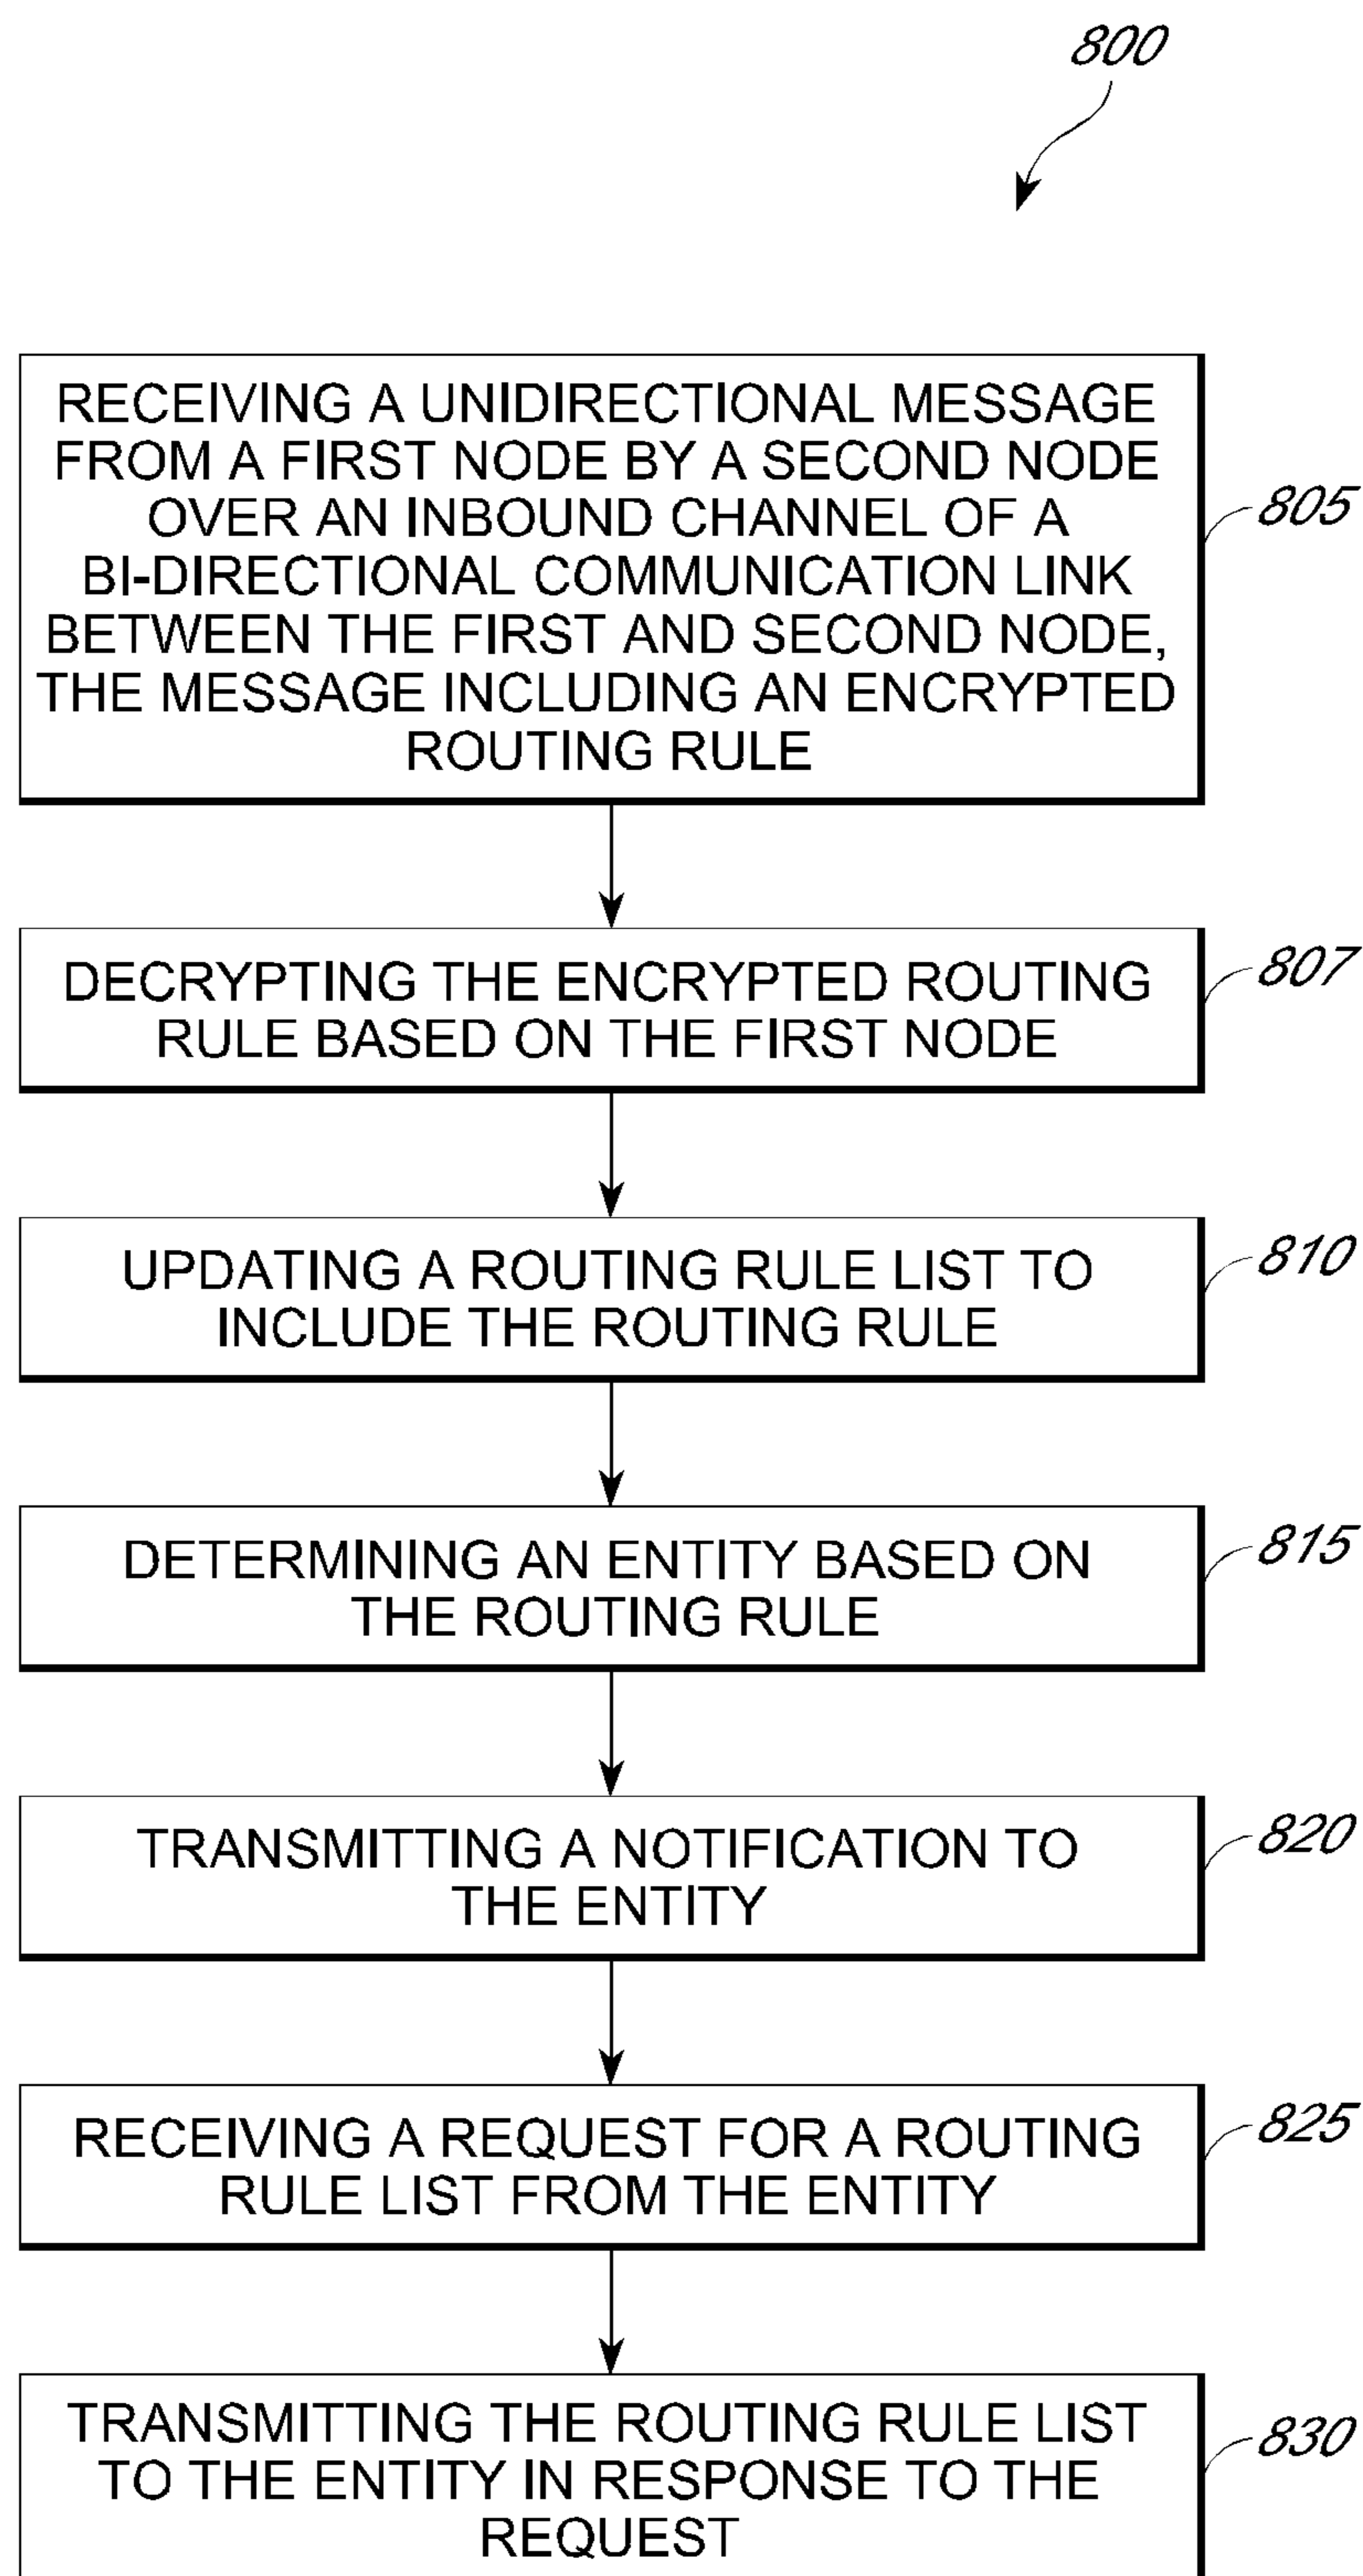 800
RECEIVING A UNIDIRECTIONAL MESSAGE
FROM A FIRST NODE BY A SECOND NODE
OVER AN INBOUND CHANNEL OF A
BI-DIRECTIONAL COMMUNICATION LINK
BETWEEN THE FIRST AND SECOND NODE,
THE MESSAGE INCLUDING AN ENCRYPTED
ROUTING RULE
805
DECRYPTING THE ENCRYPTED ROUTING
RULE BASED ON THE FIRST NODE
807
UPDATING A ROUTING RULE LIST TO
INCLUDE THE ROUTING RULE
810
DETERMINING AN ENTITY BASED ON
THE ROUTING RULE
815
TRANSMITTING A NOTIFICATION TO
THE ENTITY
820
RECEIVING A REQUEST FOR A ROUTING
RULE LIST FROM THE ENTITY
825
TRANSMITTING THE ROUTING RULE LIST
TO THE ENTITY IN RESPONSE TO THE
REQUEST
830